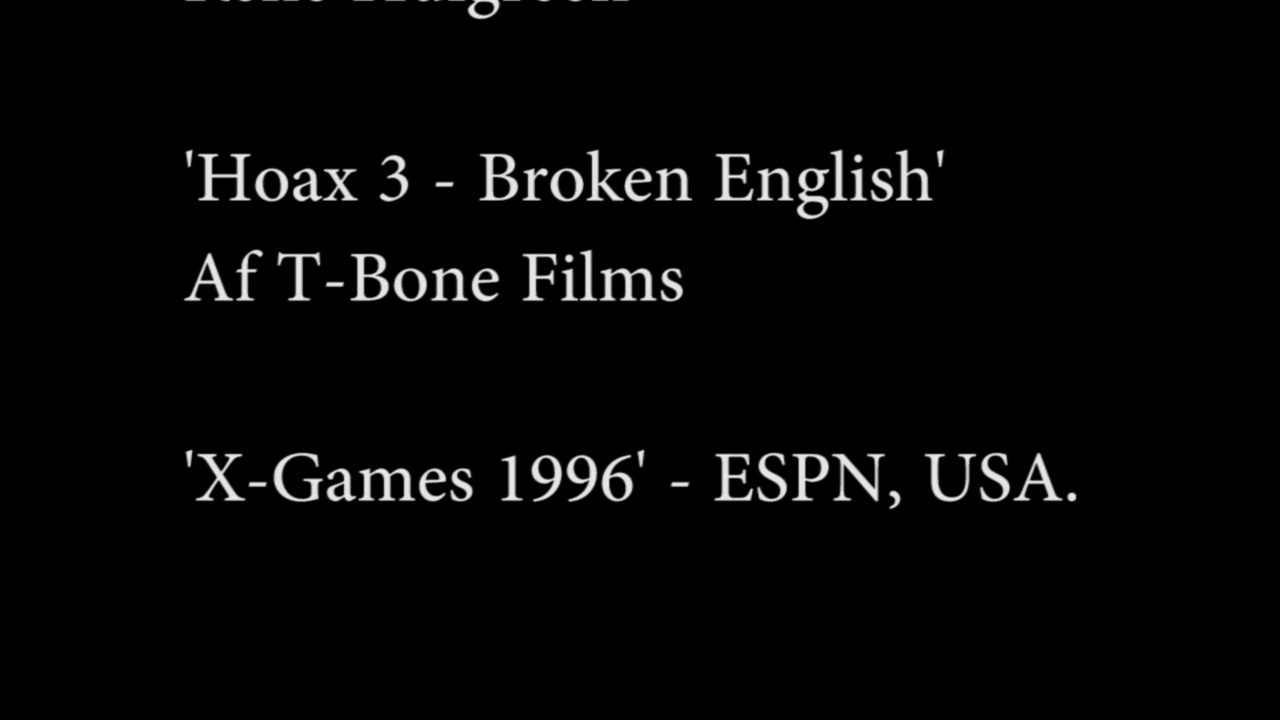 'Hoax 3 - Broken English'
Af T-Bone Films
'X-Games 1996' - ESPN, USA.